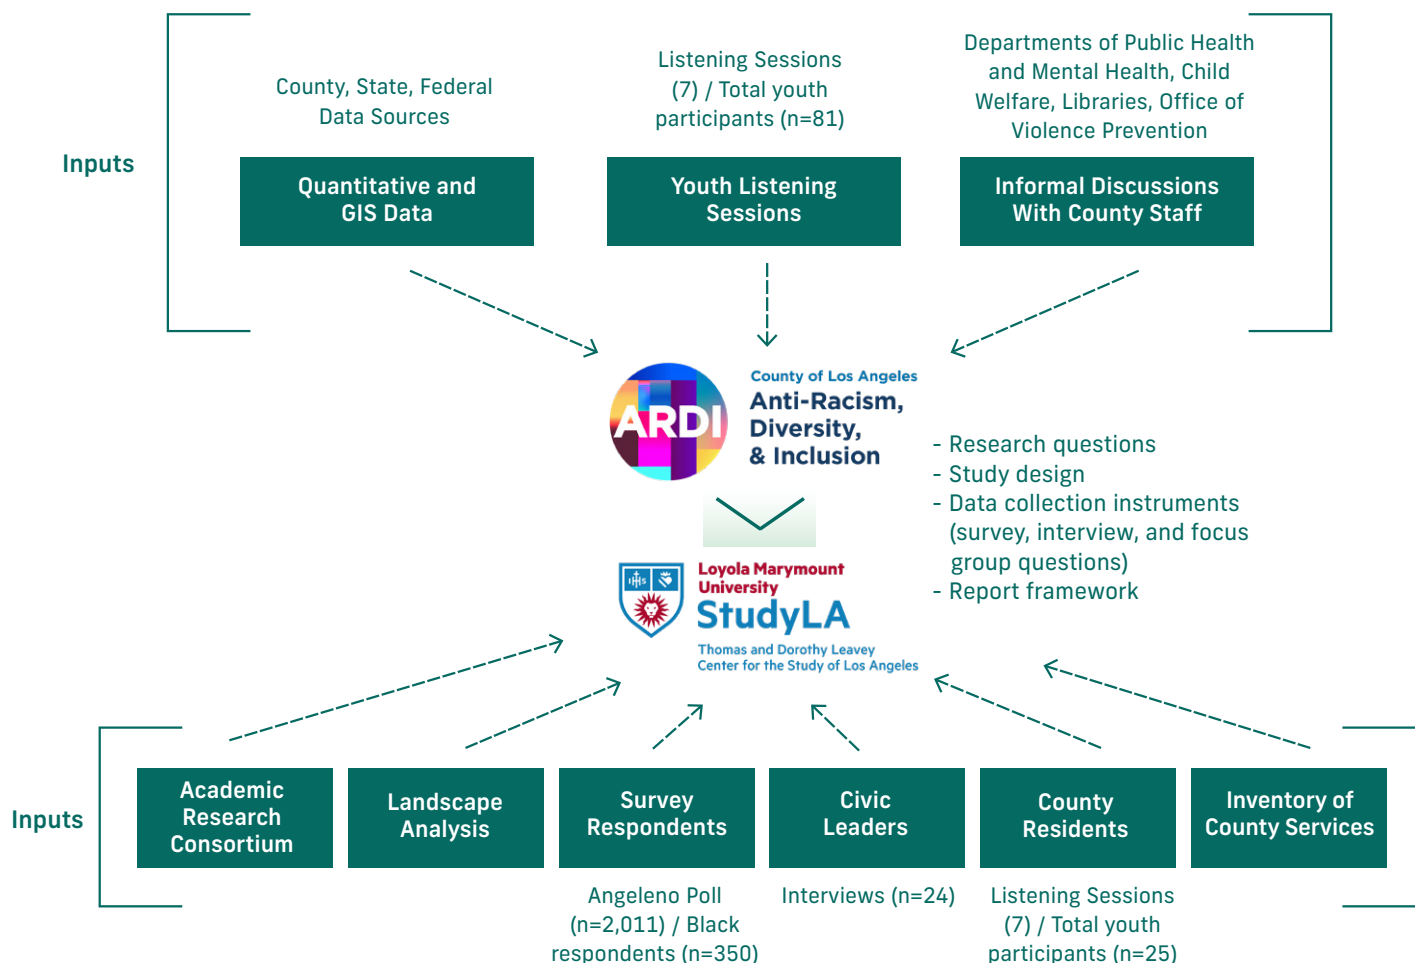 Inputs
County, State, Federal
Data Sources
Quantitative and
GIS Data
Listening Sessions
(7) / Total youth
participants (n=81)
Youth Listening
Sessions
Departments of Public Health
and Mental Health, Child
Welfare, Libraries, Office of
Violence Prevention
Informal Discussions
With County Staff
ARDI
County of Los Angeles
Anti-Racism,
Diversity,
& Inclusion
- Research questions
- Study design
- Data collection instruments
(survey, interview, and focus
group questions)
- Report framework
IHS
Loyola Marymount
University
StudyLA
Thomas and Dorothy Leavey
Center for the Study of Los Angeles
Inputs
Academic
Research
Consortium
Landscape
Analysis
Survey
Respondents
Angeleno Poll
(n=2,011) / Black
respondents (n=350)
Civic
Leaders
Interviews (n=24)
County
Residents
Listening Sessions
(7) / Total youth
participants (n=25)
Inventory of
County Services